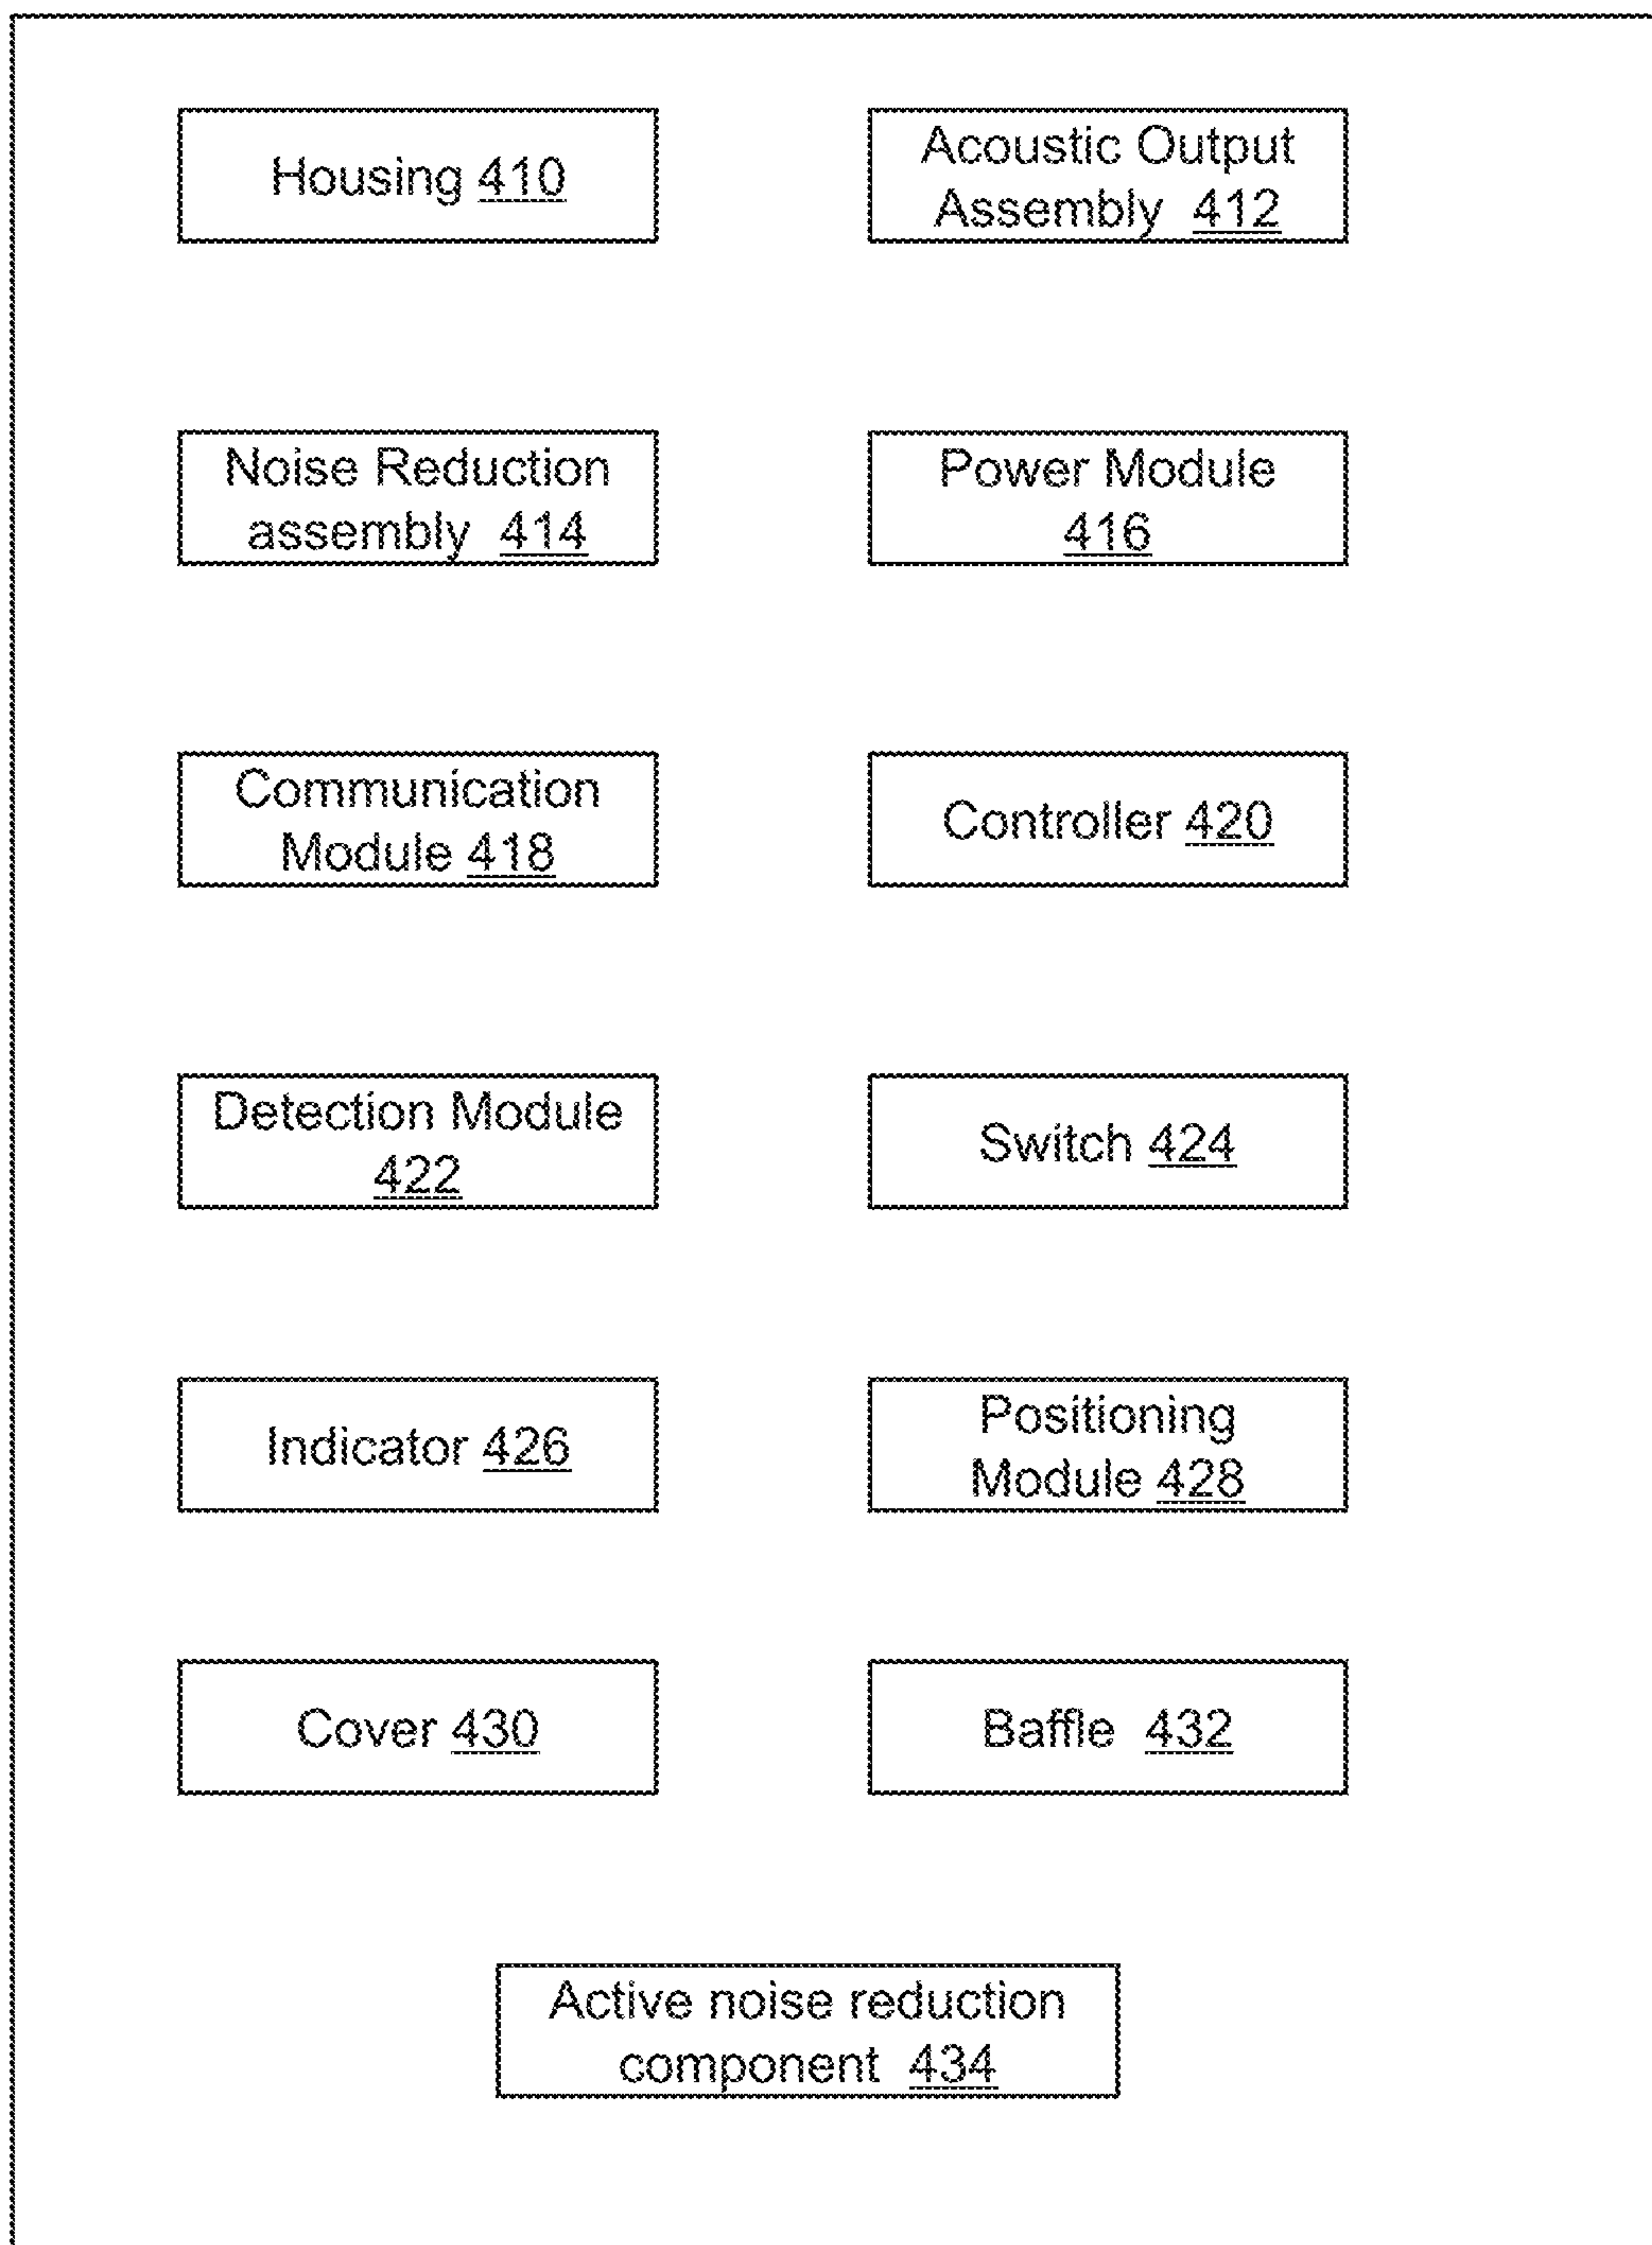 Housing 410
Acoustic Output
Assembly 412
Noise Reduction
assembly 414
Power Module
416
Communication
Module 418
Controller 420
Detection Module
422
Switch 424
Indicator 426
Positioning
Module 428
Cover 430
Baffle 432
Active noise reduction
component 434